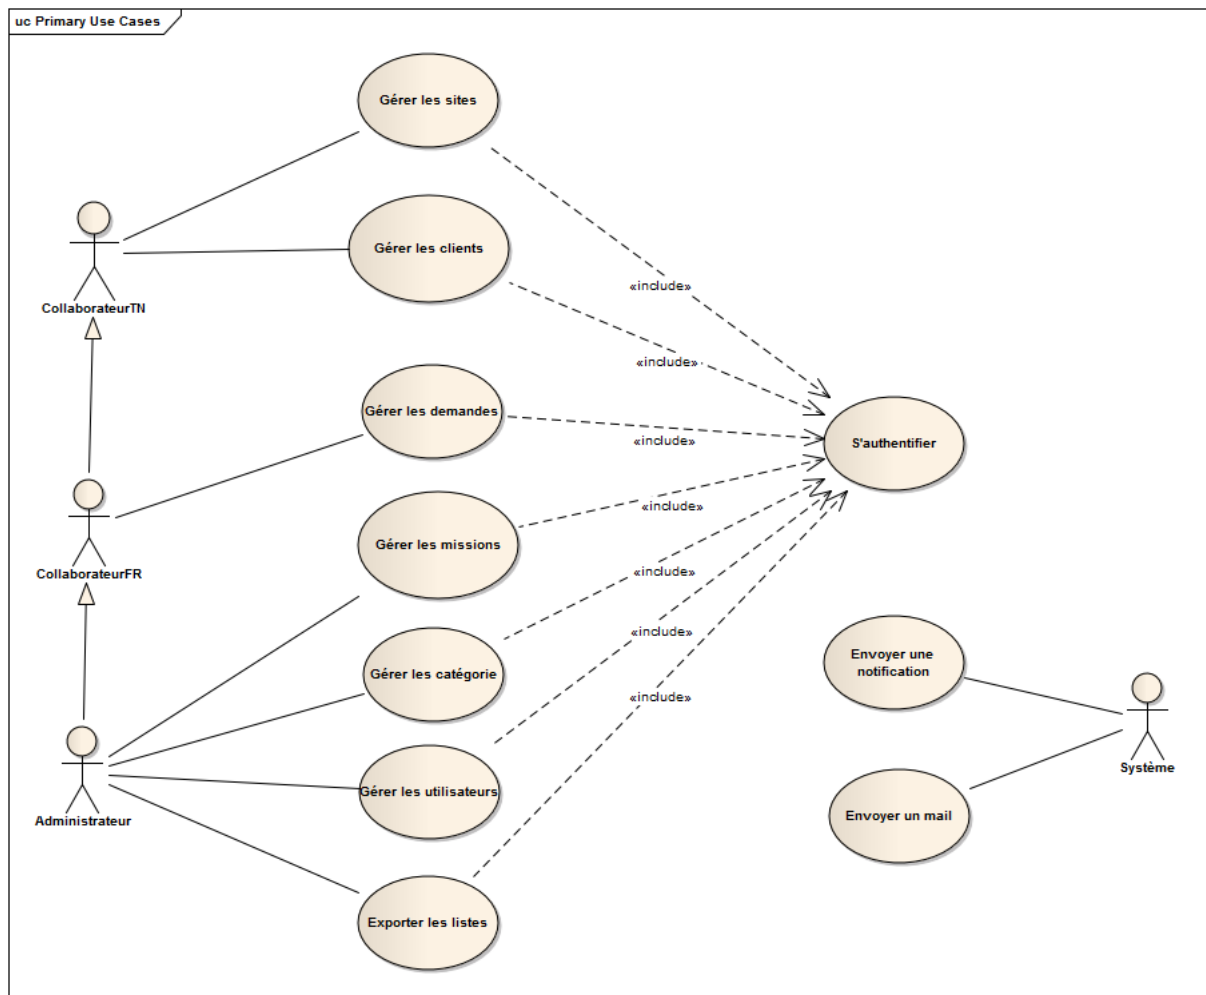 uc Primary Use Cases
Gérer les sites
Gérer les clients
CollaborateurTN
«include»
«include»
Gérer les demandes
«include»
S'authentifier
CollaborateurFR
Gérer les missions
«include»
«include»
Gérer les catégorie
«include»
Envoyer une
notification
«include»
Système
Administrateur
Gérer les utilisateurs
Envoyer un mail
Exporter les listes